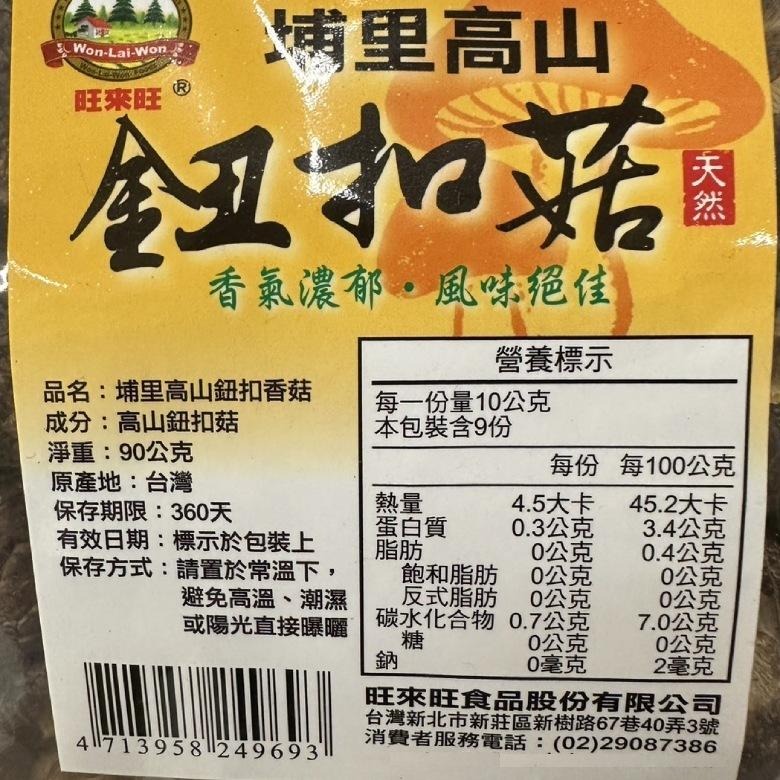 Won-Lai-Won
旺來旺®
埔里高山
鈕扣菇
天然
香氣濃郁・風味絕佳
品名：埔里高山鈕扣香菇
成分：高山鈕扣菇
淨重：90公克
原產地：台灣
保存期限：360天
有效日期：標示於包裝上
保存方式：請置於常溫下，
避免高溫、潮濕
或陽光直接曝曬
4 713958 249693
營養標示
每一份量10公克
本包裝含9份
每份 每100公克
熱量 4.5大卡 45.2大卡
蛋白質 0.3公克 3.4公克
脂肪 0公克 0.4公克
飽和脂肪 0公克 0公克
反式脂肪 0公克 0公克
碳水化合物 0.7公克 7.0公克
糖 0公克 0公克
鈉 0毫克 2毫克
旺來旺食品股份有限公司
台灣新北市新莊區新樹路67巷40弄3號
消費者服務電話：(02)29087386